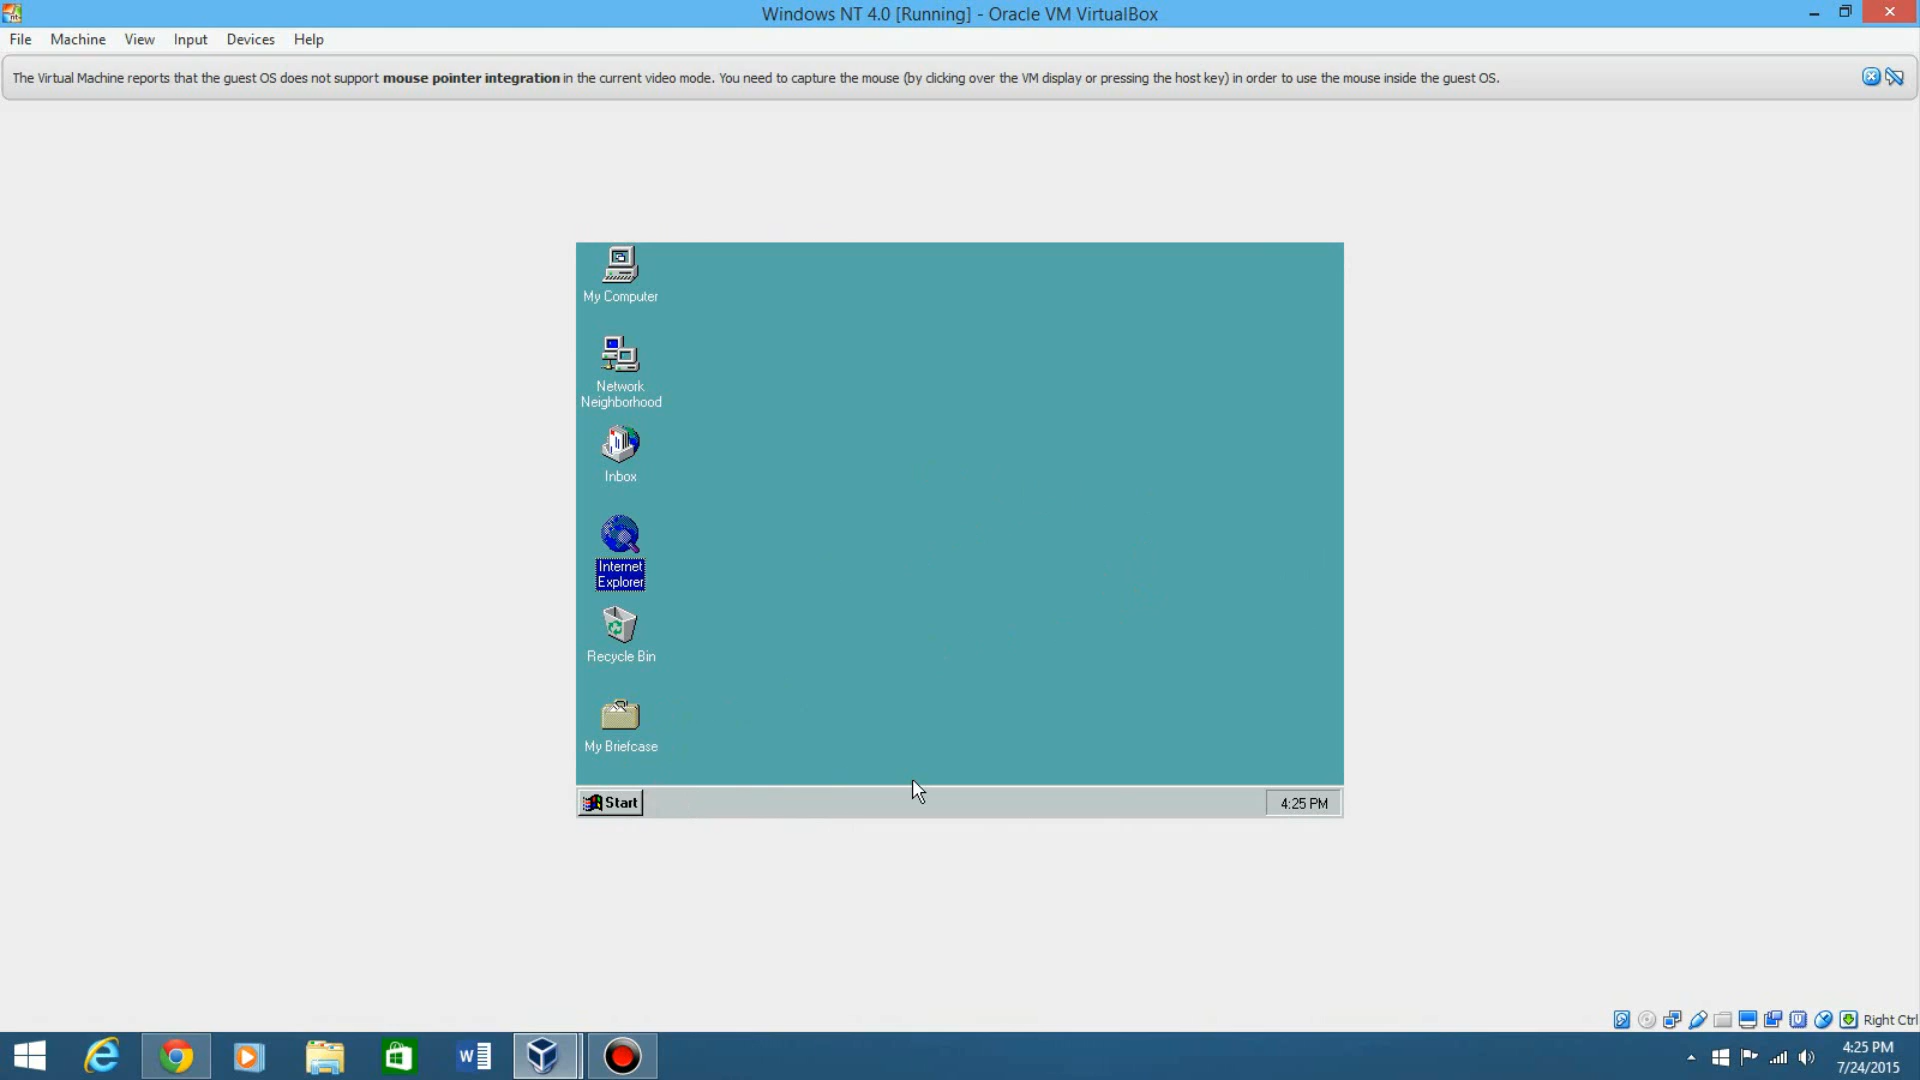 Windows NT 4.0 [Running] - Oracle VM VirtualBox
File Machine View Input Devices Help
The Virtual Machine reports that the guest OS does not support mouse pointer integration in the current video mode. You need to capture the mouse (by clicking over the VM display or pressing the host key) in order to use the mouse inside the guest OS.
My Computer
Network
Neighborhood
Inbox
Internet
Explorer
Recycle Bin
My Briefcase
Start
4:25 PM
Right Ctrl
4:25 PM
7/24/2015